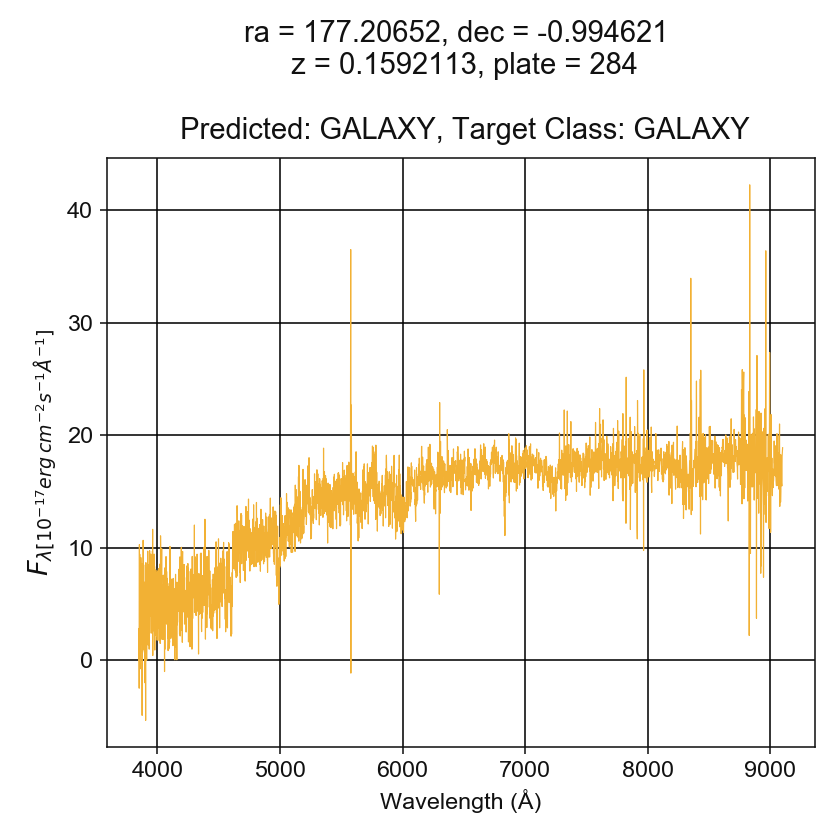 ra = 177.20652, dec = -0.994621
z = 0.1592113, plate = 284
Predicted: GALAXY, Target Class: GALAXY
40
30
20
10
0
F_λ[10^{-17} erg cm^{-2} s^{-1} Å^{-1}]
4000 5000 6000 7000 8000 9000
Wavelength (Å)